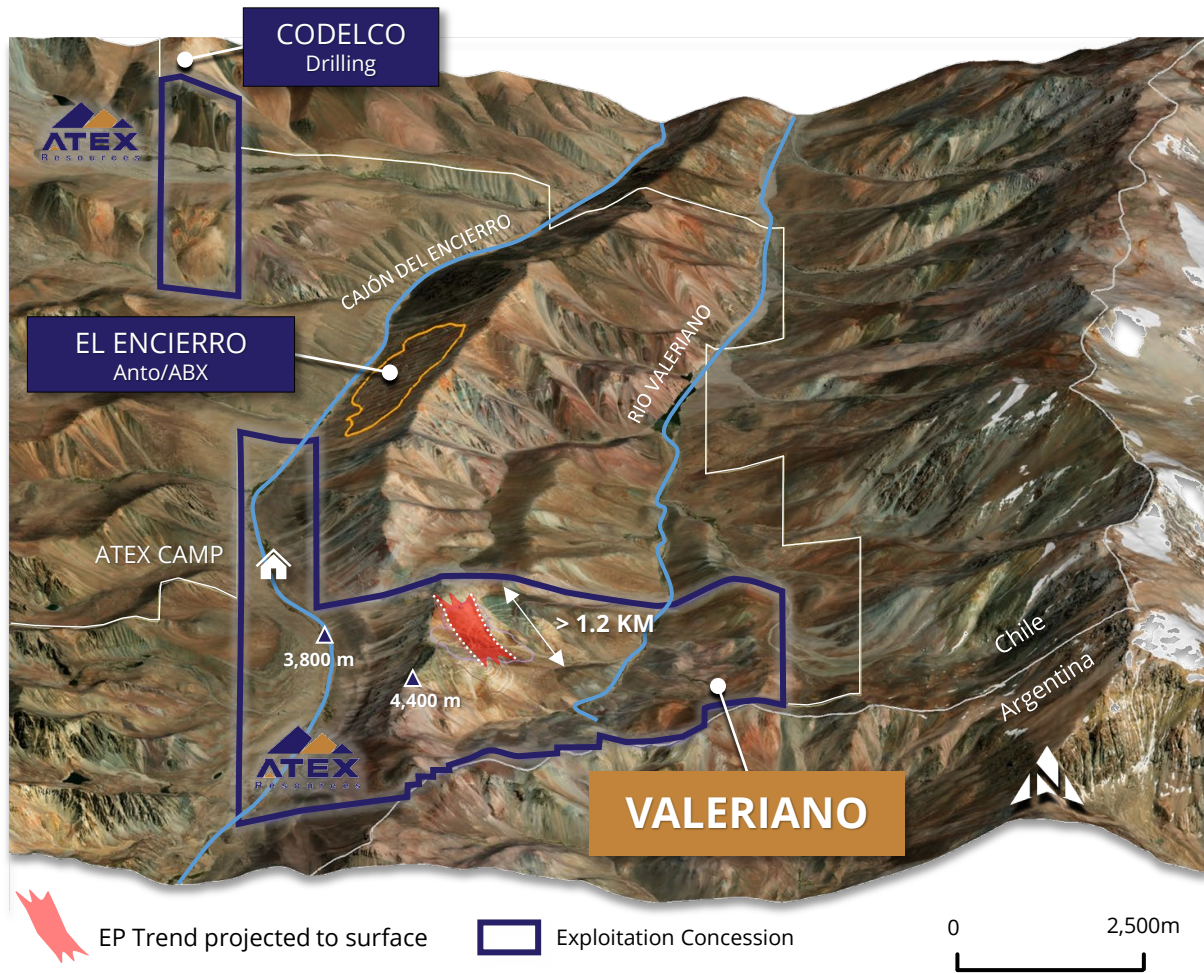 CODELCO
Drilling
ATEX
Resources
CAJÓN DEL ENCIERRO
EL ENCIERRO
Anto/ABX
RIO VALERIANO
ATEX CAMP
> 1.2 KM
3,800 m
4,400 m
Chile
Argentina
ATEX
Resources
VALERIANO
N
EP Trend projected to surface
Exploitation Concession
0
2,500m